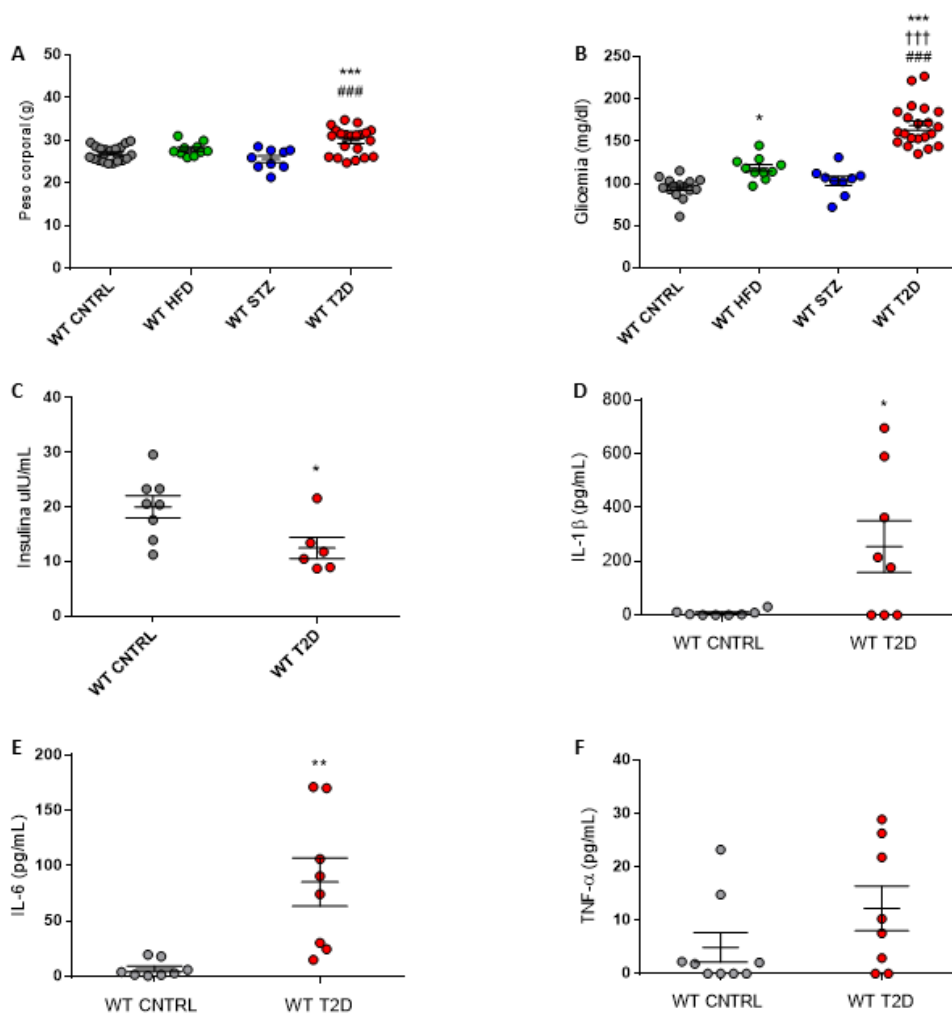 A
Peso corporal (g)
50
40
30
20
10
0
***
###
WT CNTRL
WT HFD
WT STZ
WT T2D
B
Glicemia (mg/dl)
250
200
150
100
50
0
*
***
†††
###
WT CNTRL
WT HFD
WT STZ
WT T2D
C
Insulina uIU/mL
40
30
20
10
0
*
WT CNTRL
WT T2D
D
IL-1β (pg/mL)
800
600
400
200
0
*
WT CNTRL
WT T2D
E
IL-6 (pg/mL)
200
150
100
50
0
**
WT CNTRL
WT T2D
F
TNF-α (pg/mL)
40
30
20
10
0
WT CNTRL
WT T2D